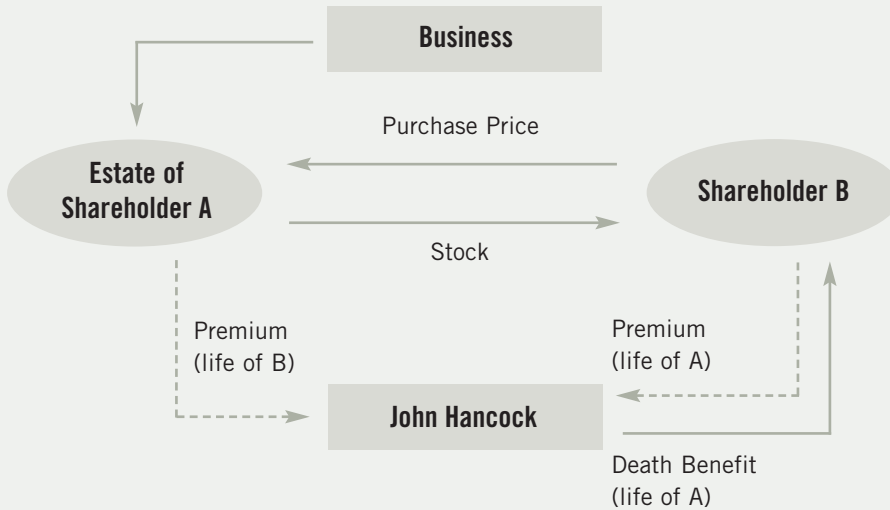 Business
Purchase Price
Estate of
Shareholder A
Shareholder B
Stock
Premium
(life of B)
Premium
(life of A)
John Hancock
Death Benefit
(life of A)